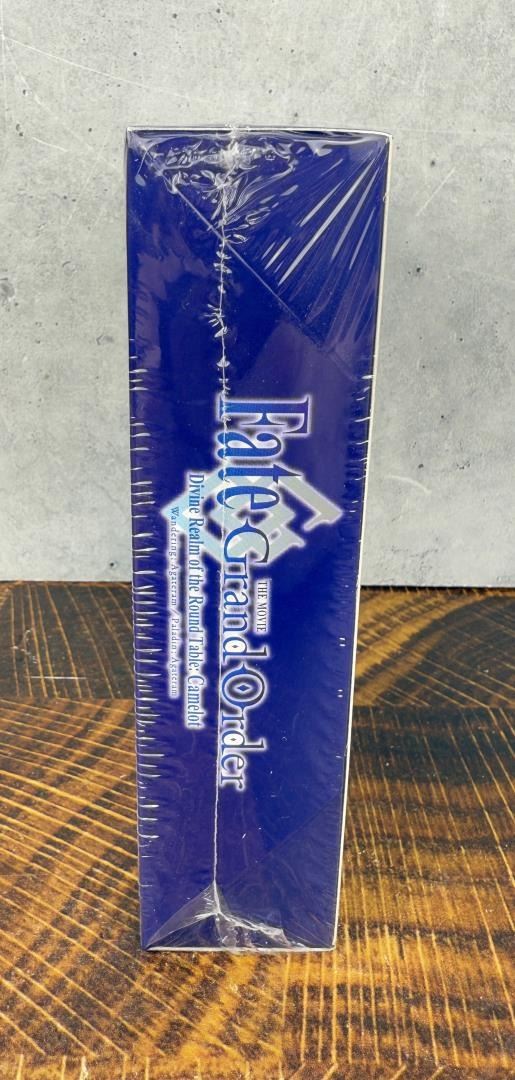 Fate
THE MOVIE
Grand Order
Divine Realm of the Round Table: Camelot
Wandering; Agateram / Paladin; Agateram